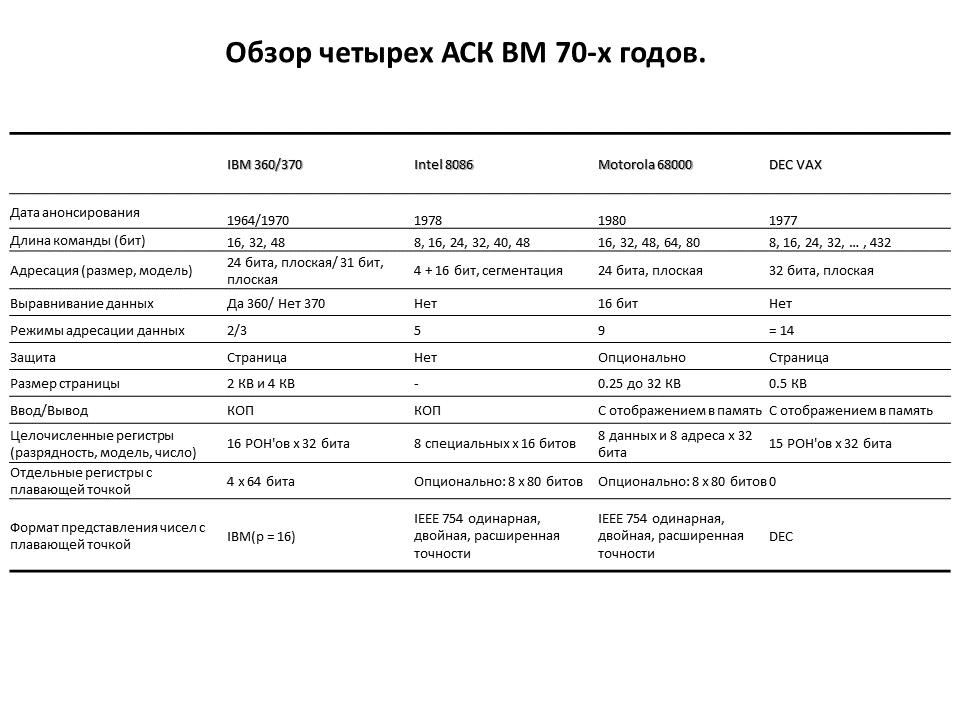 Обзор четырех АСК ВМ 70-х годов.
IBM 360/370 Intel 8086 Motorola 68000 DEC VAX
Дата анонсирования 1964/1970 1978 1980 1977
Длина команды (бит) 16, 32, 48 8, 16, 24, 32, 40, 48 16, 32, 48, 64, 80 8, 16, 24, 32, … , 432
Адресация (размер, модель) 24 бита, плоская/ 31 бит, плоская 4 + 16 бит, сегментация 24 бита, плоская 32 бита, плоская
Выравнивание данных Да 360/ Нет 370 Нет 16 бит Нет
Режимы адресации данных 2/3 5 9 = 14
Защита Страница Нет Опционально Страница
Размер страницы 2 КВ и 4 КВ - 0.25 до 32 КВ 0.5 КВ
Ввод/Вывод КОП КОП С отображением в память С отображением в память
Целочисленные регистры (разрядность, модель, число) 16 РОН'ов x 32 бита 8 специальных x 16 битов 8 данных и 8 адреса x 32 бита 15 РОН'ов x 32 бита
Отдельные регистры с плавающей точкой 4 x 64 бита Опционально: 8 x 80 битов Опционально: 8 x 80 битов 0
Формат представления чисел с плавающей точкой IBM(p = 16) IEEE 754 одинарная, двойная, расширенная точности IEEE 754 одинарная, двойная, расширенная точности DEC